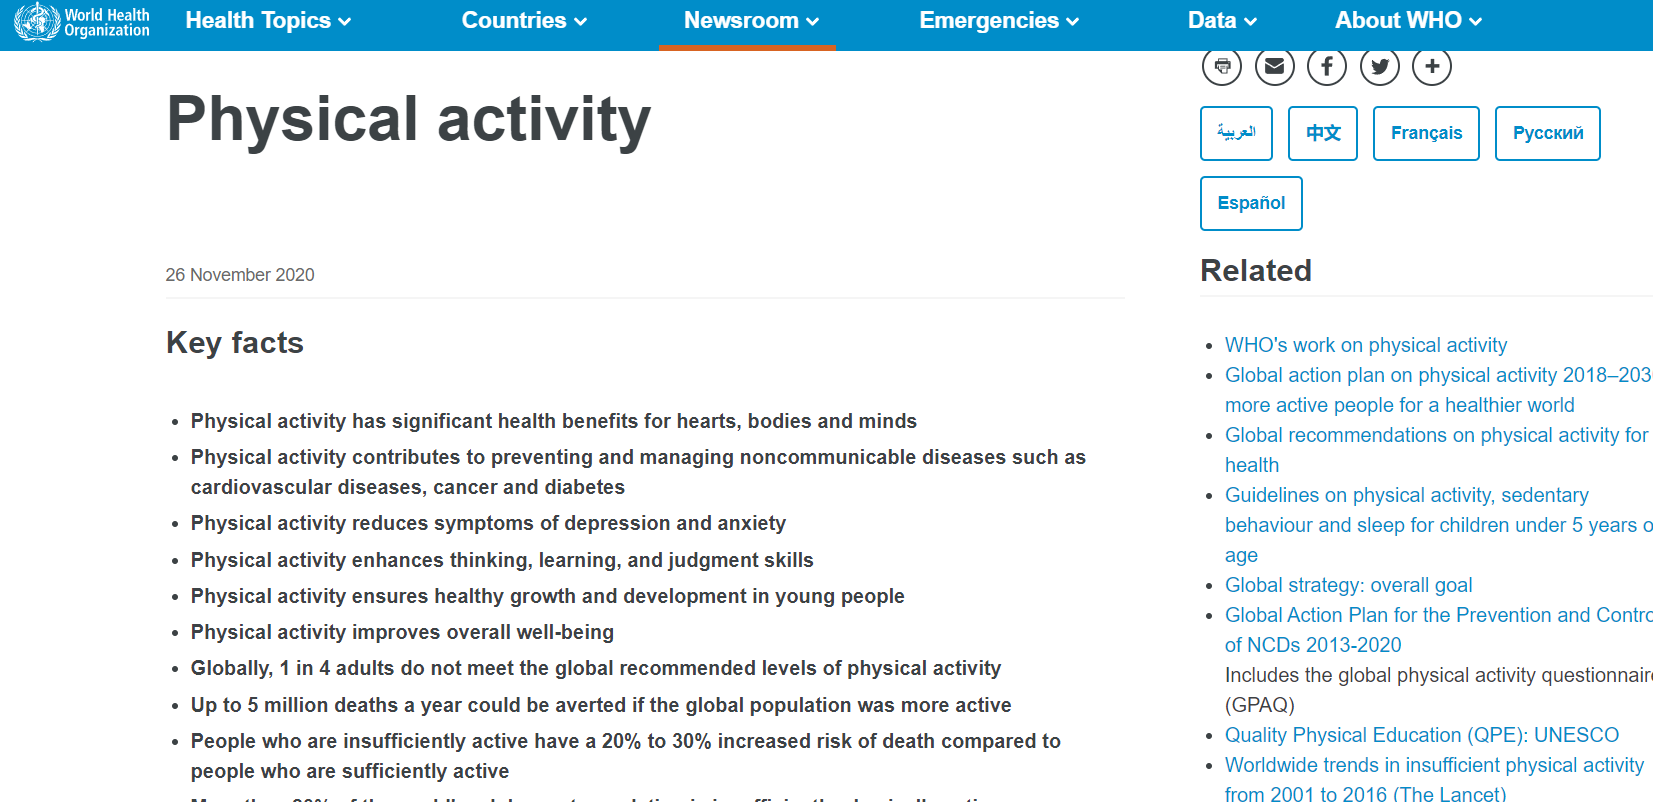 World Health
Organization
Health Topics
Countries
Newsroom
Emergencies
Data
About WHO
Physical activity
26 November 2020
Key facts
Physical activity has significant health benefits for hearts, bodies and minds
Physical activity contributes to preventing and managing noncommunicable diseases such as
cardiovascular diseases, cancer and diabetes
Physical activity reduces symptoms of depression and anxiety
Physical activity enhances thinking, learning, and judgment skills
Physical activity ensures healthy growth and development in young people
Physical activity improves overall well-being
Globally, 1 in 4 adults do not meet the global recommended levels of physical activity
Up to 5 million deaths a year could be averted if the global population was more active
People who are insufficiently active have a 20% to 30% increased risk of death compared to
people who are sufficiently active
العربية
中文
Français
Русский
Español
Related
WHO's work on physical activity
Global action plan on physical activity 2018–203
more active people for a healthier world
Global recommendations on physical activity for
health
Guidelines on physical activity, sedentary
behaviour and sleep for children under 5 years o
age
Global strategy: overall goal
Global Action Plan for the Prevention and Contro
of NCDs 2013-2020
Includes the global physical activity questionnaire
(GPAQ)
Quality Physical Education (QPE): UNESCO
Worldwide trends in insufficient physical activity
from 2001 to 2016 (The Lancet)